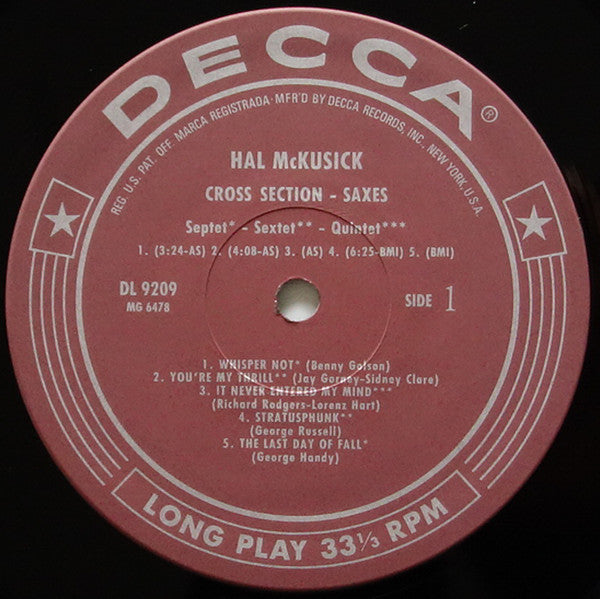 DECCA®
REG. U.S. PAT. OFF. MARCA REGISTRADA • MFR'D BY DECCA RECORDS, INC., NEW YORK, U.S.A.
HAL McKUSICK
CROSS SECTION - SAXES
Septet* - Sextet** - Quintet***
1. (3:24-AS) 2. (4:08-AS) 3. (AS) 4. (6:25-BMI) 5. (BMI)
DL 9209
MG 6478
SIDE 1
1. WHISPER NOT* (Benny Golson)
2. YOU'RE MY THRILL** (Jay Gorney-Sidney Clare)
3. IT NEVER ENTERED MY MIND***
(Richard Rodgers-Lorenz Hart)
4. STRATUSPHUNK**
(George Russell)
5. THE LAST DAY OF FALL*
(George Handy)
LONG PLAY 33⅓ RPM